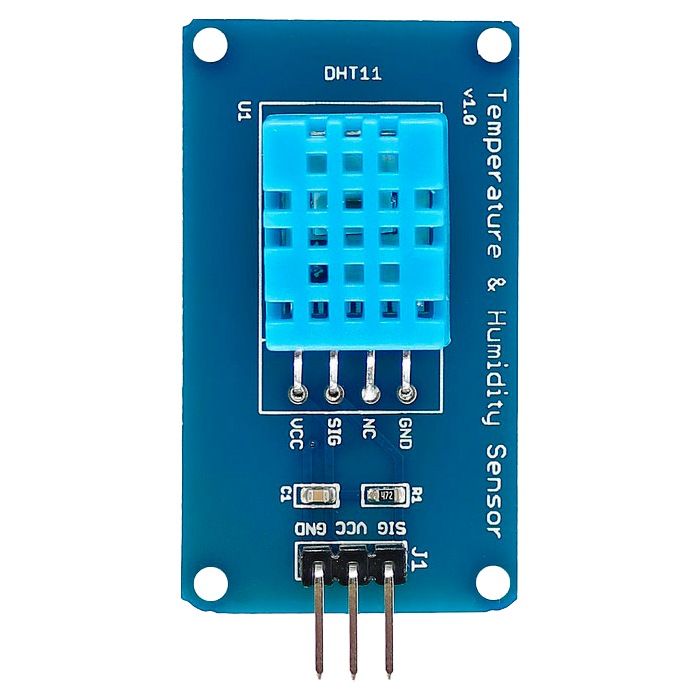 DHT11
U1
v1.0
Temperature & Humidity Sensor
VCC SIG NC GND
C1
472
R1
GND VCC SIG
J1